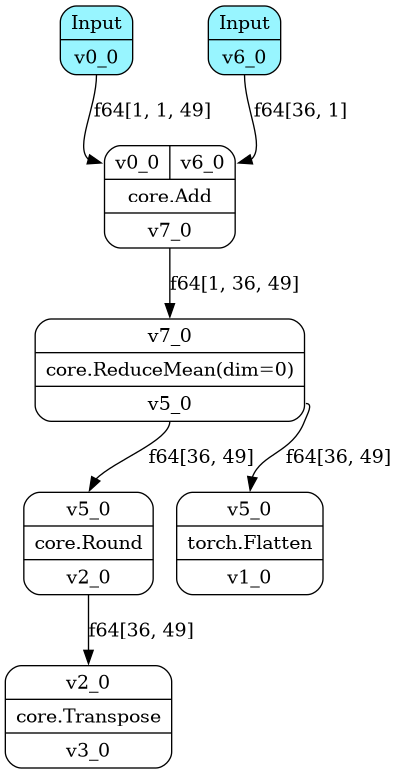 Input
v0_0
Input
v6_0
f64[1, 1, 49]
f64[36, 1]
v0_0
v6_0
core.Add
v7_0
f64[1, 36, 49]
v7_0
core.ReduceMean(dim=0)
v5_0
f64[36, 49]
f64[36, 49]
v5_0
core.Round
v2_0
v5_0
torch.Flatten
v1_0
f64[36, 49]
v2_0
core.Transpose
v3_0